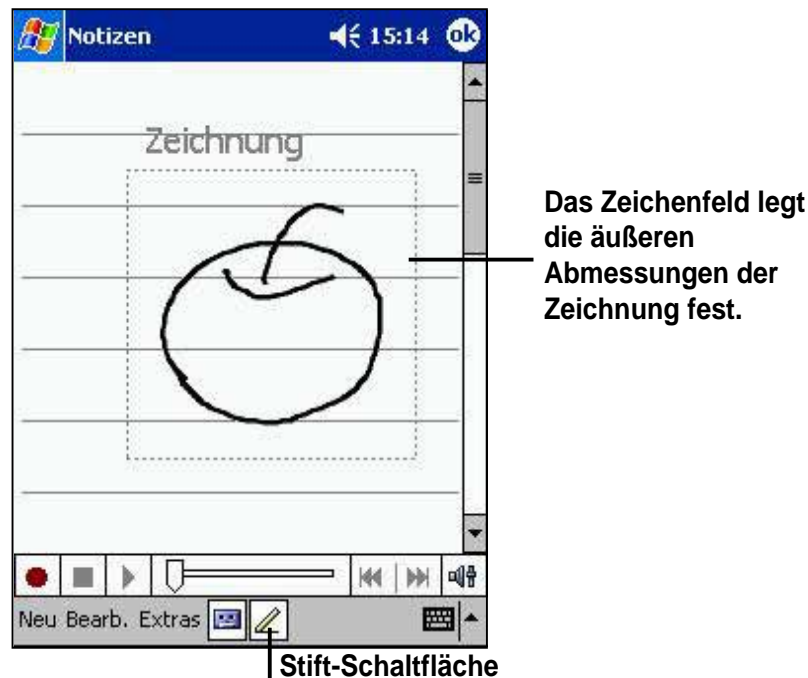 Notizen 15:14 ok
Zeichnung
Das Zeichenfeld legt
die äußeren
Abmessungen der
Zeichnung fest.
Neu Bearb. Extras
Stift-Schaltfläche